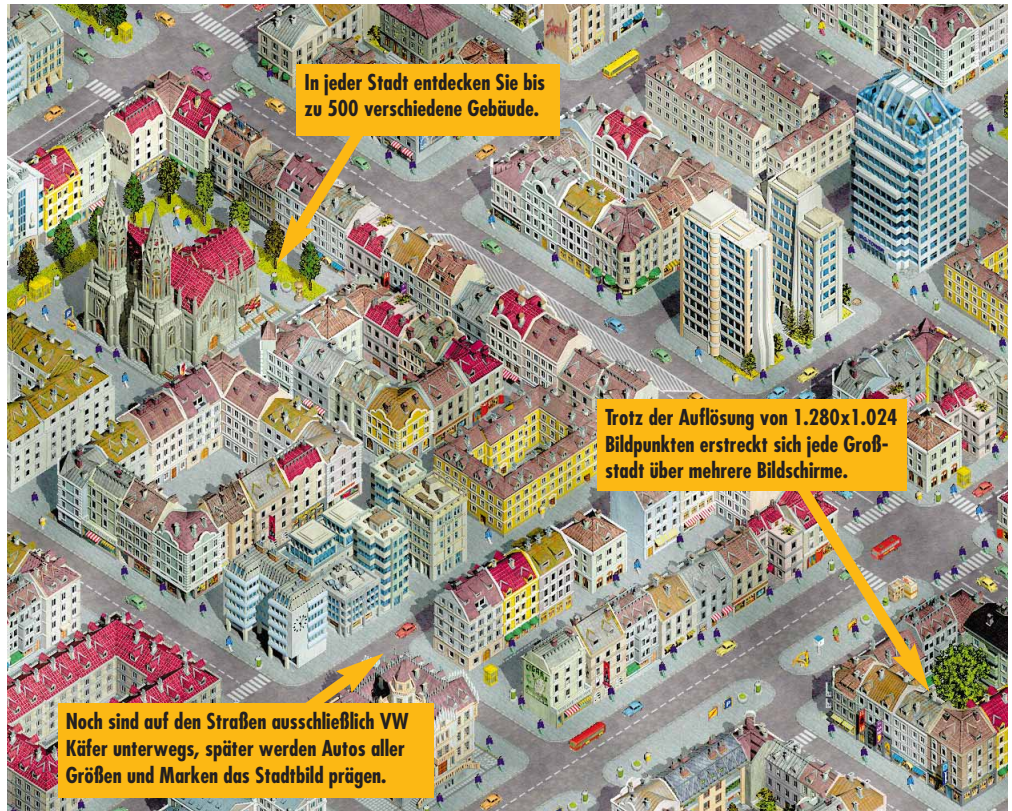 In jeder Stadt entdecken Sie bis
zu 500 verschiedene Gebäude.
Trotz der Auflösung von 1.280x1.024
Bildpunkten erstreckt sich jede Groß-
stadt über mehrere Bildschirme.
Noch sind auf den Straßen ausschließlich VW
Käfer unterwegs, später werden Autos aller
Größen und Marken das Stadtbild prägen.